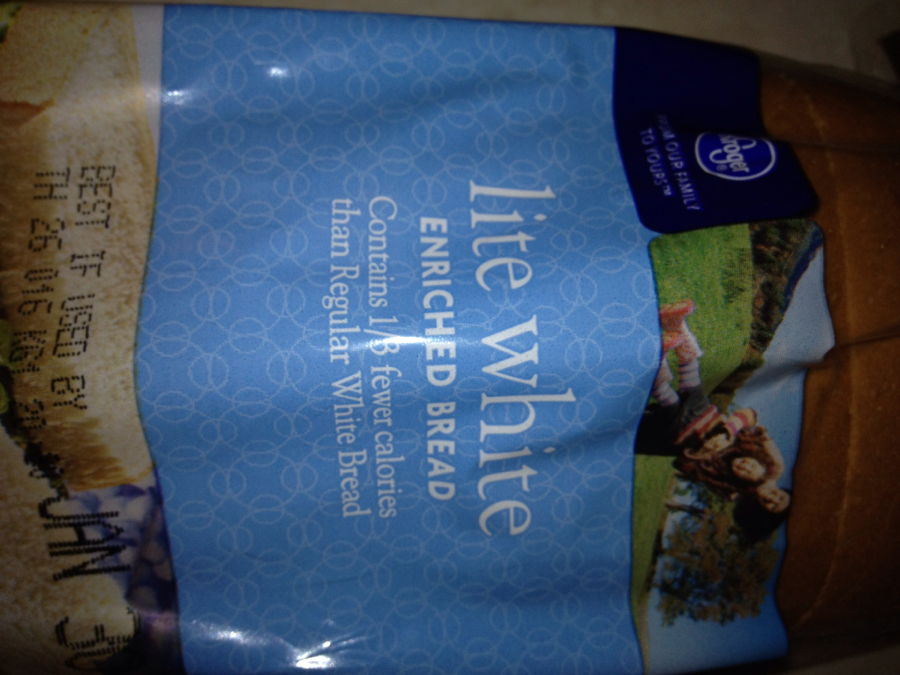 Kroger
FROM OUR FAMILY
TO YOURS™
lite white
ENRICHED BREAD
Contains 1/3 fewer calories
than Regular White Bread
BEST IF USED BY
JAN